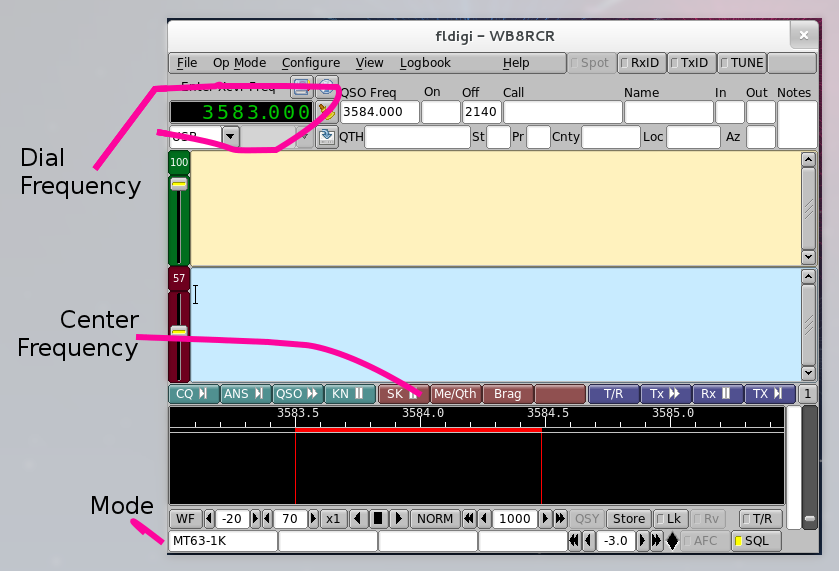 fldigi - WB8RCR
File Op Mode Configure View Logbook Help Spot RxID TxID TUNE
Enter Xcvr Freq QSO Freq On Off Call Name In Out Notes
3583.000 3584.000 2140
USB QTH St Pr Cnty Loc Az
Dial
Frequency
100
57
Center
Frequency
CQ ANS QSO KN SK Me/Qth Brag T/R Tx Rx TX 1
3583.5 3584.0 3584.5 3585.0
Mode
WF -20 70 x1 NORM 1000 QSY Store Lk Rv T/R
MT63-1K -3.0 AFC SQL